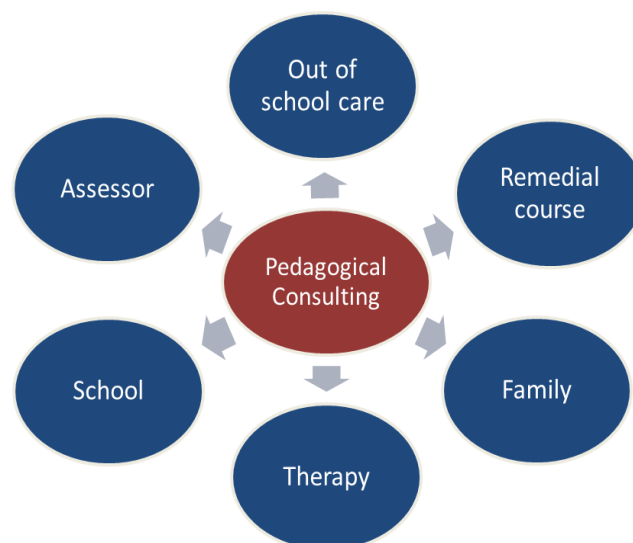 Out of
school care
Assessor
Remedial
course
Pedagogical
Consulting
School
Family
Therapy